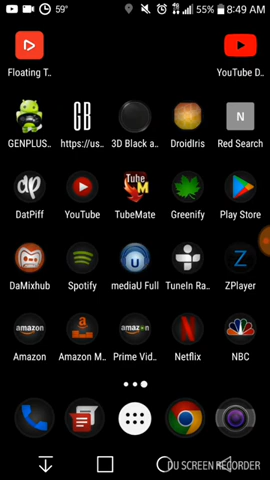 59° 55% 8:49 AM
Floating T.. YouTube D..
GB N
GENPLUS.. https://us.. 3D Black a.. DroidIris Red Search
dp Tube M
DatPiff YouTube TubeMate Greenify Play Store
U Z
DaMixhub Spotify mediaU Full TuneIn Ra.. ZPlayer
amazon a amazon NBC
Amazon Amazon M.. Prime Vid.. Netflix NBC
DU SCREEN RECORDER